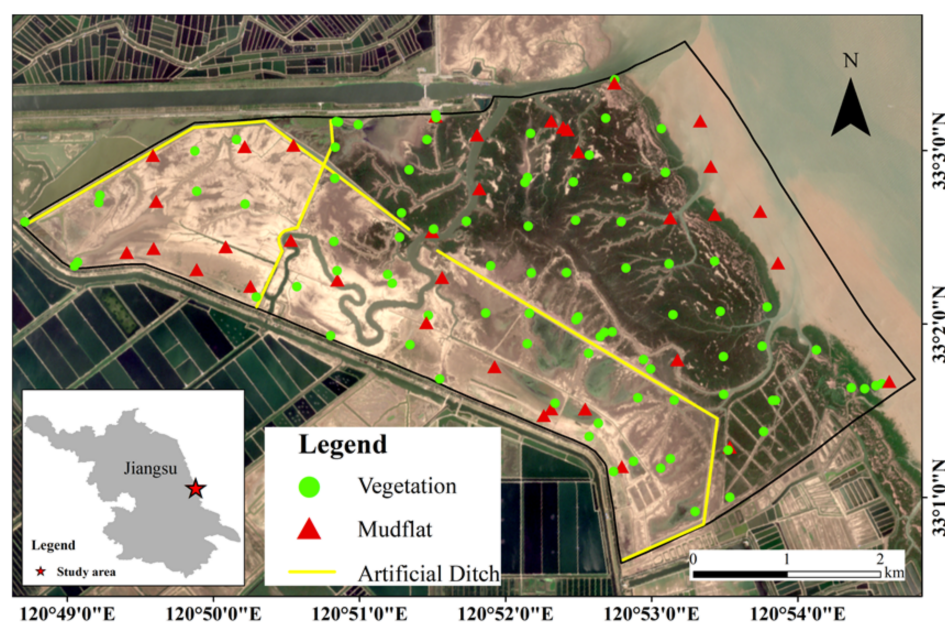 N
33°3'0"N
33°2'0"N
33°1'0"N
Jiangsu
Legend
Study area
Legend
Vegetation
Mudflat
Artificial Ditch
0 1 2
km
120°49'0"E 120°50'0"E 120°51'0"E 120°52'0"E 120°53'0"E 120°54'0"E